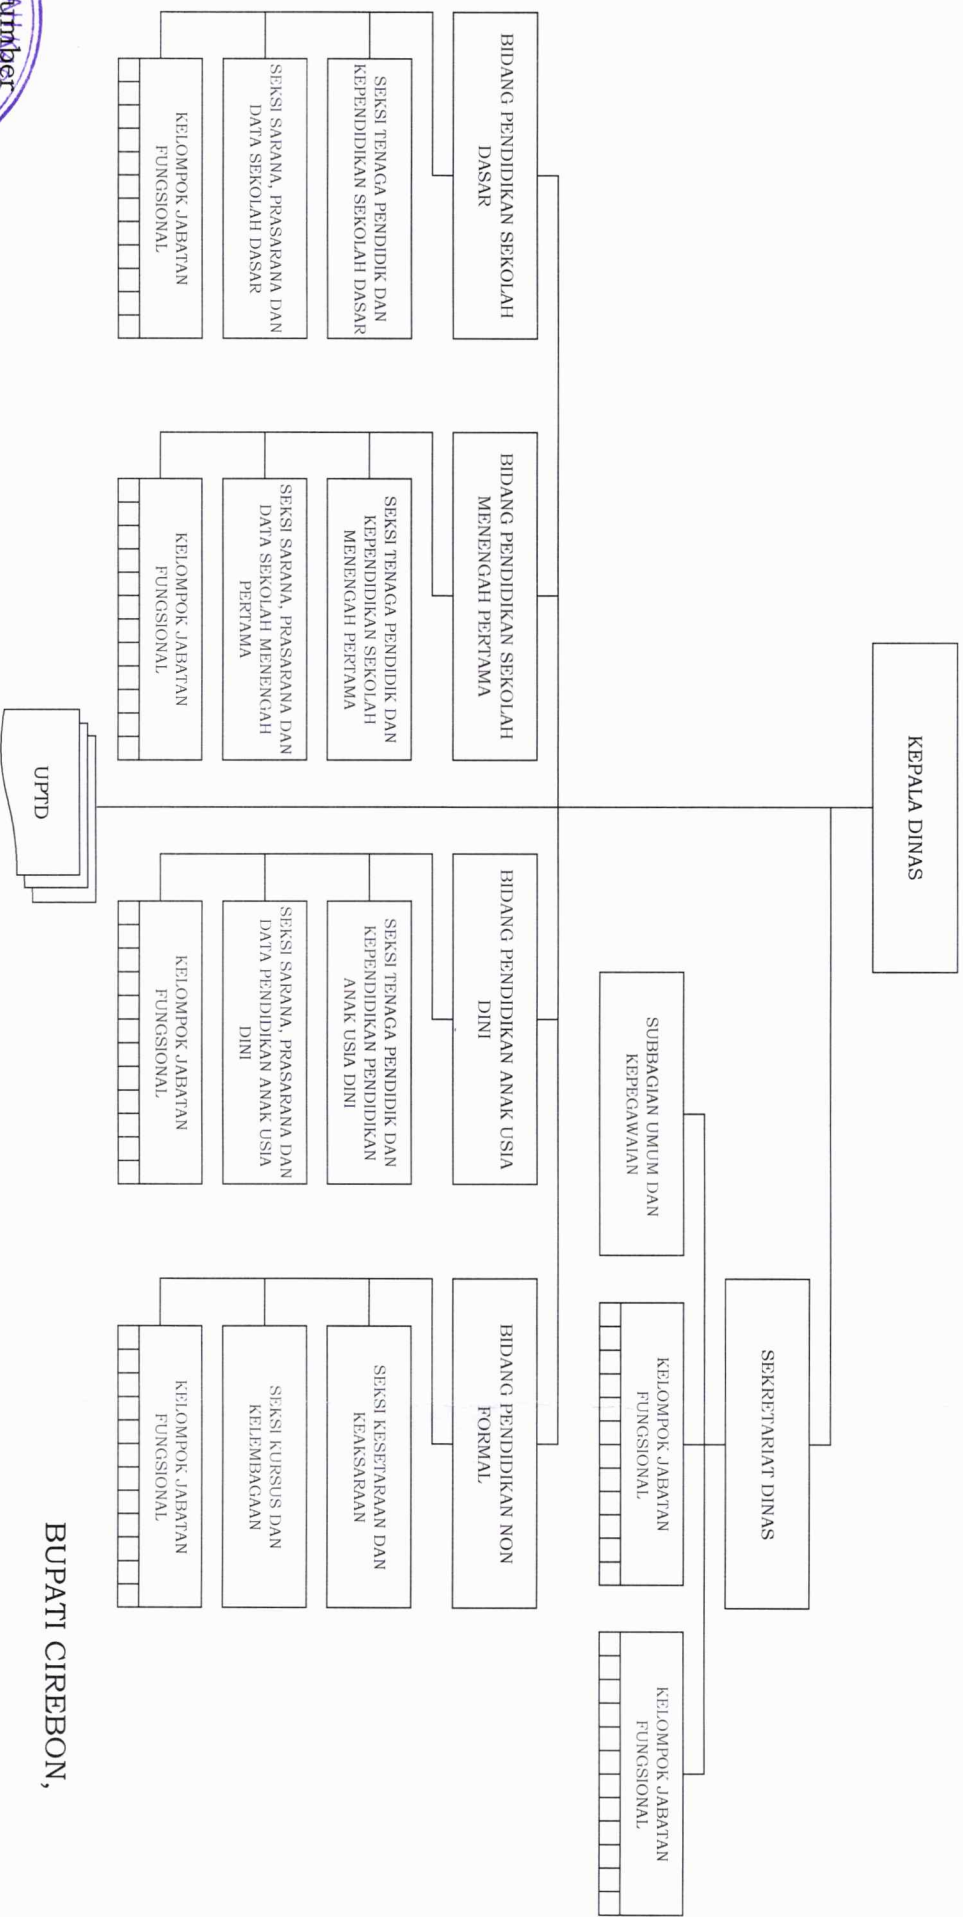 KEPALA DINAS
SEKRETARIAT DINAS
SUBBAGIAN UMUM DAN
KEPEGAWAIAN
KELOMPOK JABATAN
FUNGSIONAL
KELOMPOK JABATAN
FUNGSIONAL
BIDANG PENDIDIKAN SEKOLAH
DASAR
SEKSI TENAGA PENDIDIK DAN
KEPENDIDIKAN SEKOLAH DASAR
SEKSI SARANA, PRASARANA DAN
DATA SEKOLAH DASAR
KELOMPOK JABATAN
FUNGSIONAL
BIDANG PENDIDIKAN SEKOLAH
MENENGAH PERTAMA
SEKSI TENAGA PENDIDIK DAN
KEPENDIDIKAN SEKOLAH
MENENGAH PERTAMA
SEKSI SARANA, PRASARANA DAN
DATA SEKOLAH MENENGAH
PERTAMA
KELOMPOK JABATAN
FUNGSIONAL
BIDANG PENDIDIKAN ANAK USIA
DINI
SEKSI TENAGA PENDIDIK DAN
KEPENDIDIKAN PENDIDIKAN
ANAK USIA DINI
SEKSI SARANA, PRASARANA DAN
DATA PENDIDIKAN ANAK USIA
DINI
KELOMPOK JABATAN
FUNGSIONAL
BIDANG PENDIDIKAN NON
FORMAL
SEKSI KESETARAAN DAN
KEAKSARAAN
SEKSI KURSUS DAN
KELEMBAGAAN
KELOMPOK JABATAN
FUNGSIONAL
UPTD
BUPATI CIREBON,